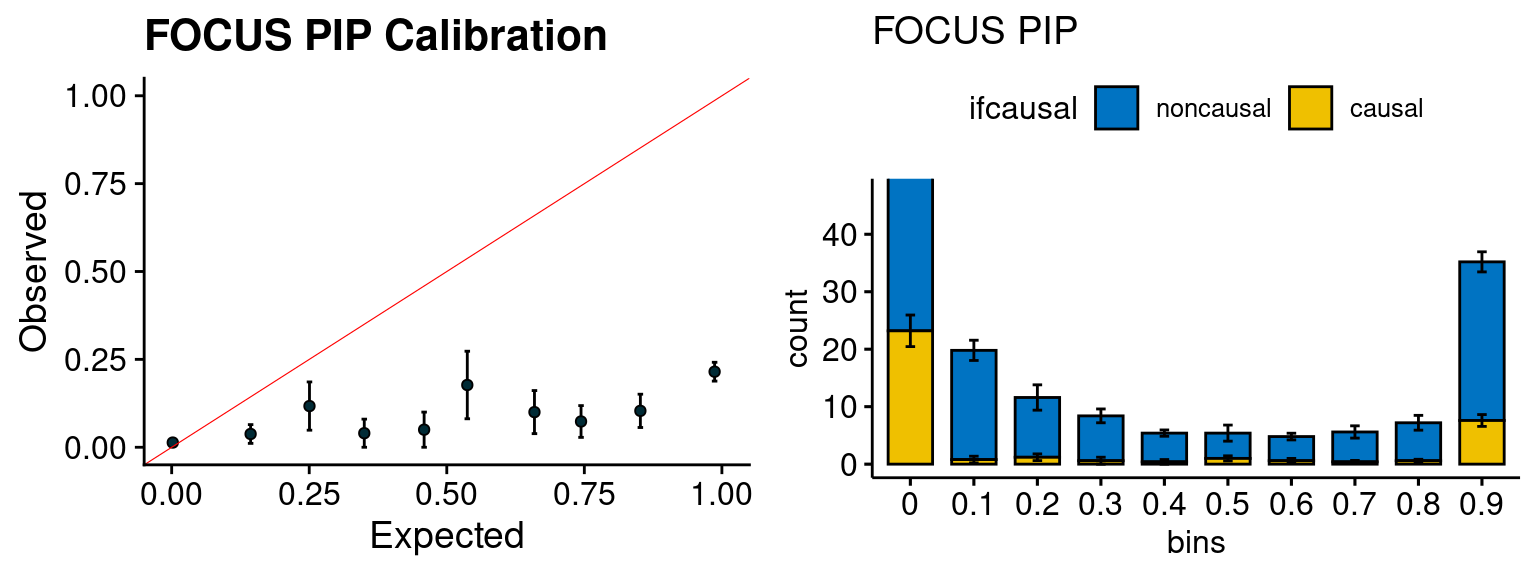 FOCUS PIP Calibration
1.00
0.75
0.50
0.25
0.00
Observed
0.00 0.25 0.50 0.75 1.00
Expected
FOCUS PIP
ifcausal noncausal causal
40
30
20
10
0
count
0 0.1 0.2 0.3 0.4 0.5 0.6 0.7 0.8 0.9
bins